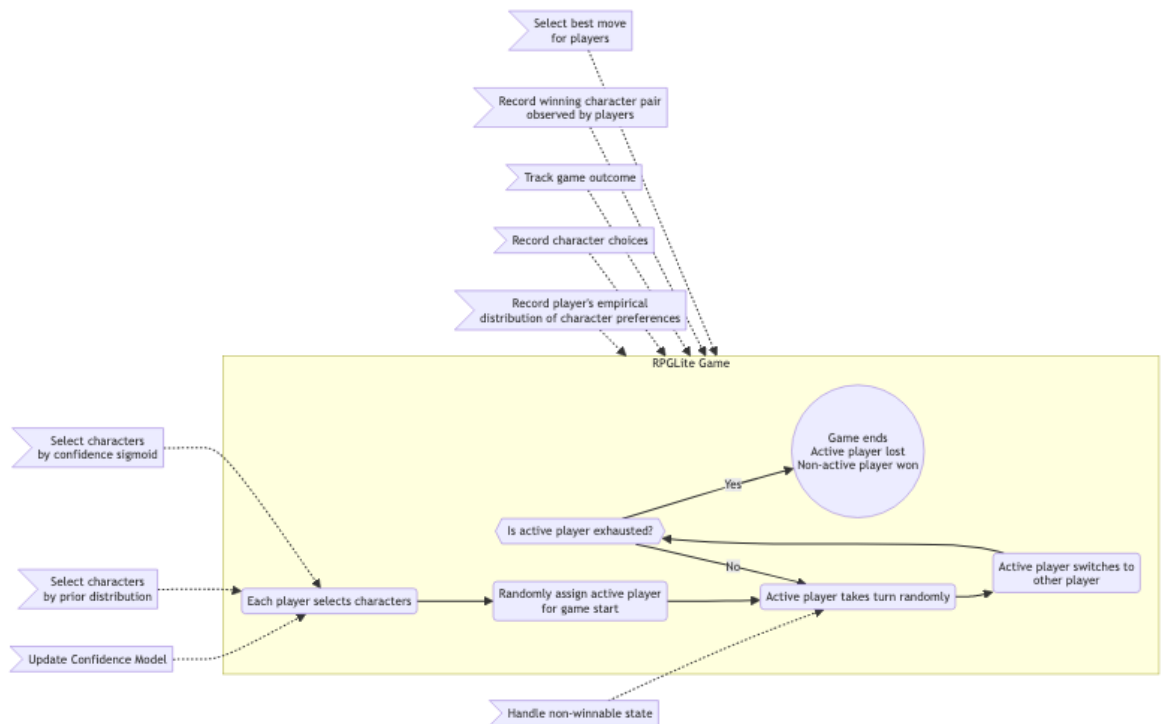 Select best move
for players
Record winning character pair
observed by players
Track game outcome
Record character choices
Record player's empirical
distribution of character preferences
RPGLite Game
Select characters
by confidence sigmoid
Game ends
Active player lost
Non-active player won
Yes
Is active player exhausted?
No
Active player switches to
other player
Select characters
by prior distribution
Each player selects characters
Randomly assign active player
for game start
Active player takes turn randomly
Update Confidence Model
Handle non-winnable state